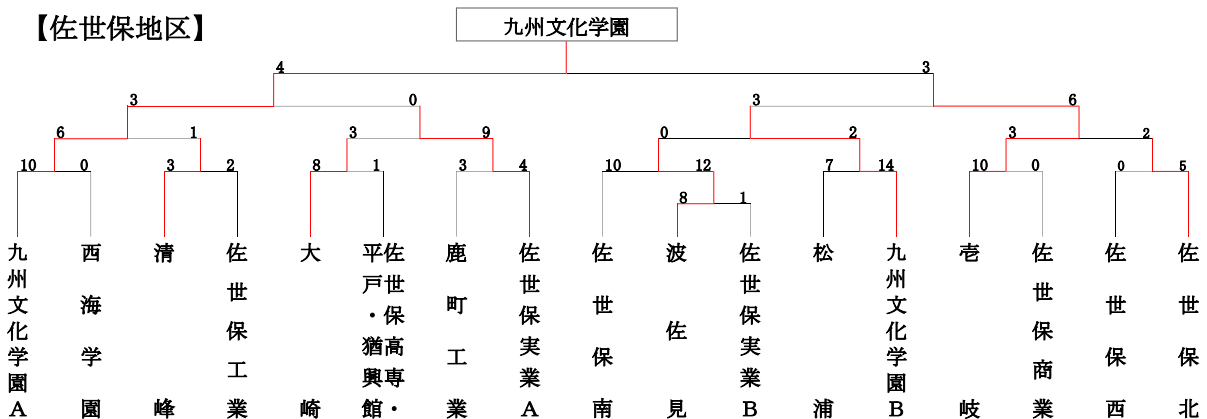 【佐世保地区】
九州文化学園
4 3
3 0 3 6
6 1 3 9 0 2 3 2
10 0 3 2 8 1 3 4 10 12 7 14 10 0 0 5
8 1
九州文化学園A
西海学園
清峰
佐世保工業
大崎
佐世保高専・
平戸・猶興館
鹿町工業
佐世保実業A
佐世保南
波佐見
佐世保実業B
松浦
九州文化学園B
壱岐
佐世保商業
佐世保西
佐世保北